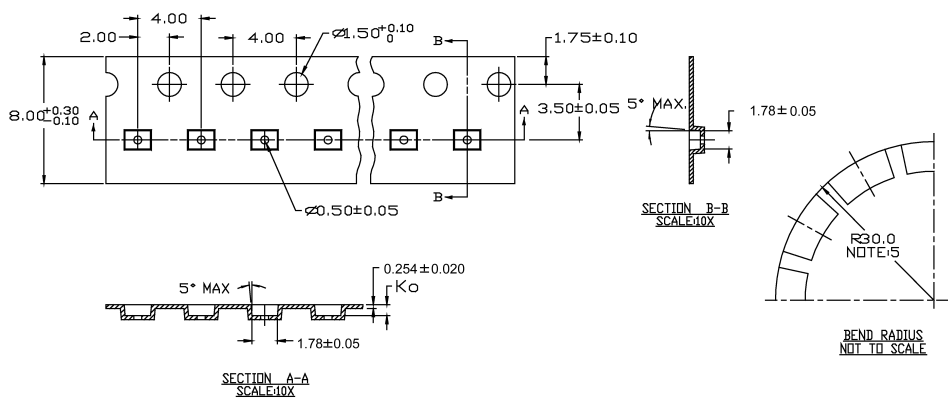 4.00
2.00
4.00
⌀1.50+0.10 0
B
1.75±0.10
8.00+0.30 -0.10
A
A
3.50±0.05
5° MAX.
1.78±0.05
B
⌀0.50±0.05
SECTION B-B
SCALE:10X
R30.0
NOTE:5
5° MAX
0.254±0.020
Ko
1.78±0.05
BEND RADIUS
NOT TO SCALE
SECTION A-A
SCALE:10X